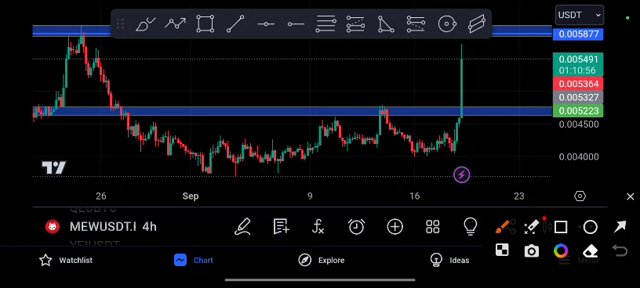 USDT
0.005877
0.005491
01:10:56
0.005364
0.005327
0.005223
0.004500
0.004000
26 Sep 9 16 23
MEWUSDT.I 4h
Watchlist Chart Explore Ideas